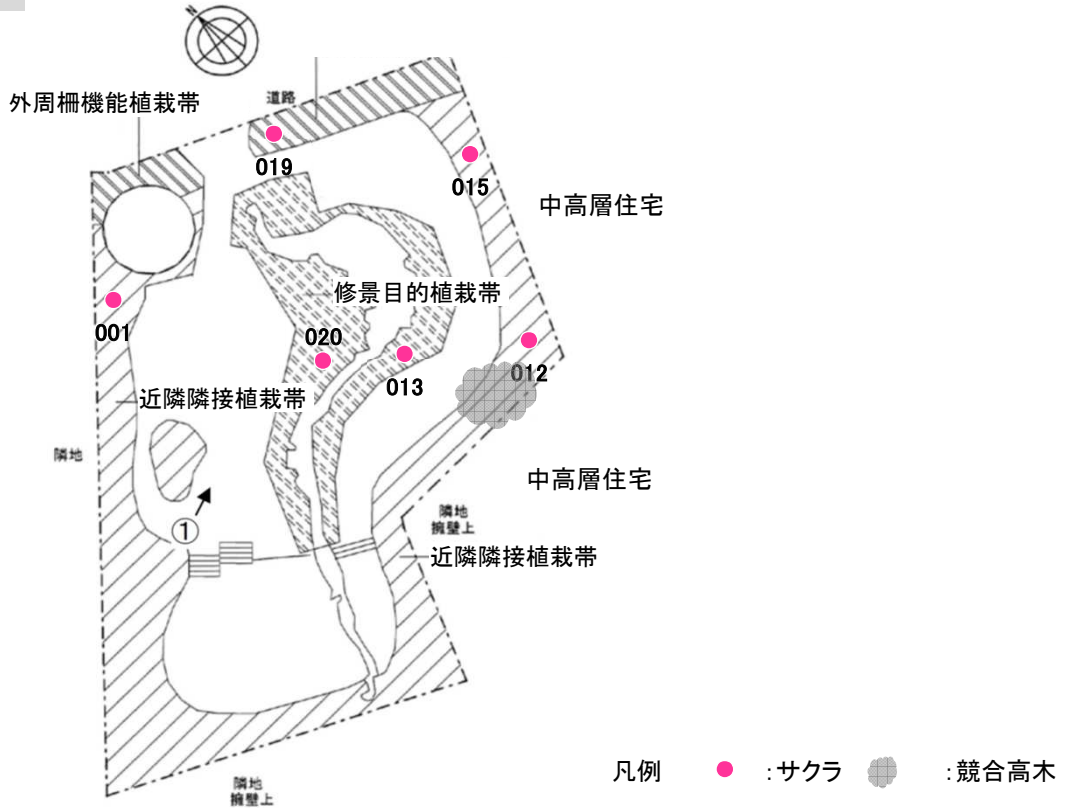 N
外周柵機能植栽帯
道路
019
015
中高層住宅
修景目的植栽帯
001
020
013
012
近隣隣接植栽帯
隣地
中高層住宅
①
隣地
擁壁上
近隣隣接植栽帯
凡例 :サクラ :競合高木
隣地
擁壁上